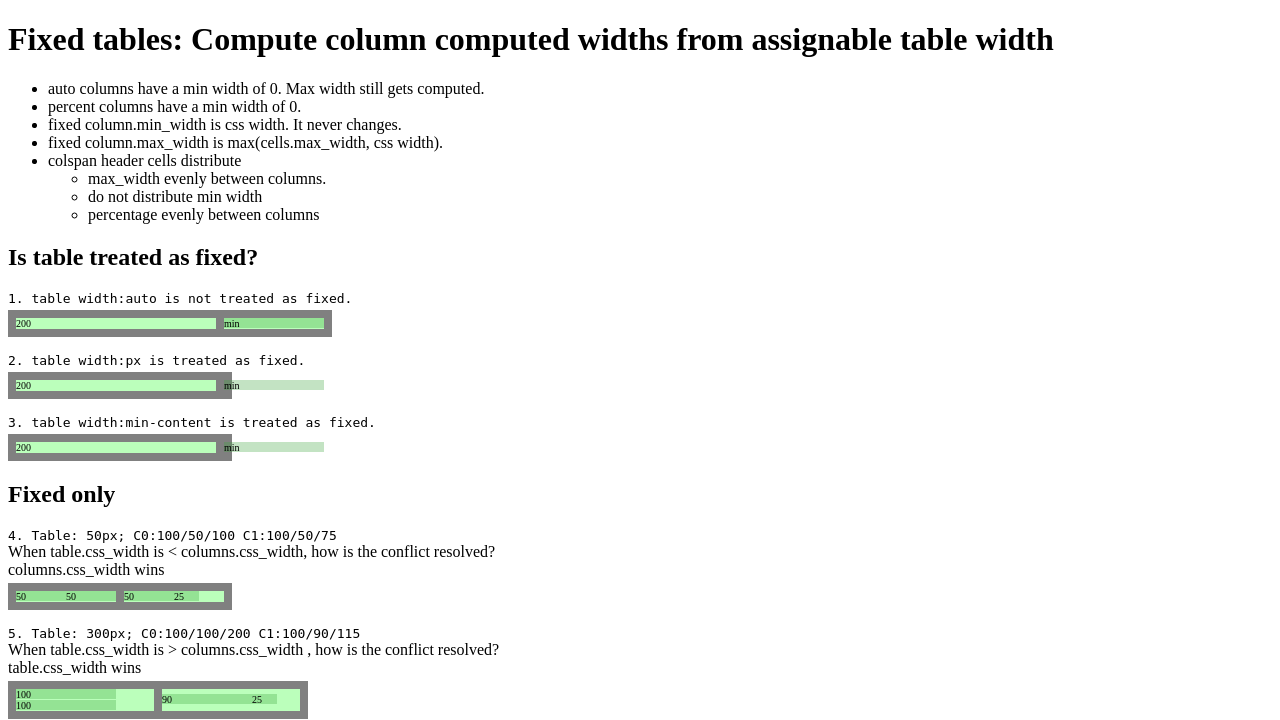 Fixed tables: Compute column computed widths from assignable table width
auto columns have a min width of 0. Max width still gets computed.
percent columns have a min width of 0.
fixed column.min_width is css width. It never changes.
fixed column.max_width is max(cells.max_width, css width).
colspan header cells distribute
max_width evenly between columns.
do not distribute min width
percentage evenly between columns
Is table treated as fixed?
1. table width:auto is not treated as fixed.
200 min
2. table width:px is treated as fixed.
200 min
3. table width:min-content is treated as fixed.
200 min
Fixed only
4. Table: 50px; C0:100/50/100 C1:100/50/75
When table.css_width is < columns.css_width, how is the conflict resolved?
columns.css_width wins
50 50 50 25
5. Table: 300px; C0:100/100/200 C1:100/90/115
When table.css_width is > columns.css_width , how is the conflict resolved?
table.css_width wins
100 90 25
100